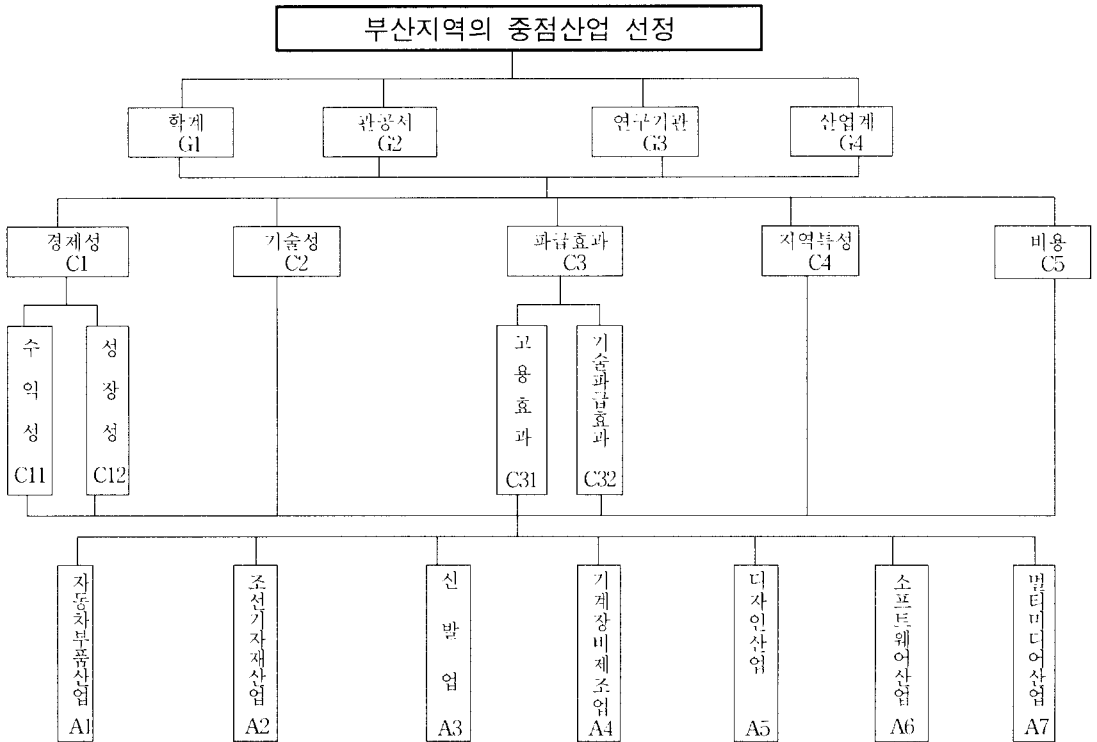 부산지역의 중점산업 선정
학계
G1
관공서
G2
연구기관
G3
산업계
G4
경제성
C1
기술성
C2
파급효과
C3
지역특성
C4
비용
C5
수익성
C11
성장성
C12
고용효과
C31
기술파급효과
C32
자동차부품산업
A1
조선기자재산업
A2
신발업
A3
기계장비제조업
A4
디자인산업
A5
소프트웨어산업
A6
멀티미디어산업
A7